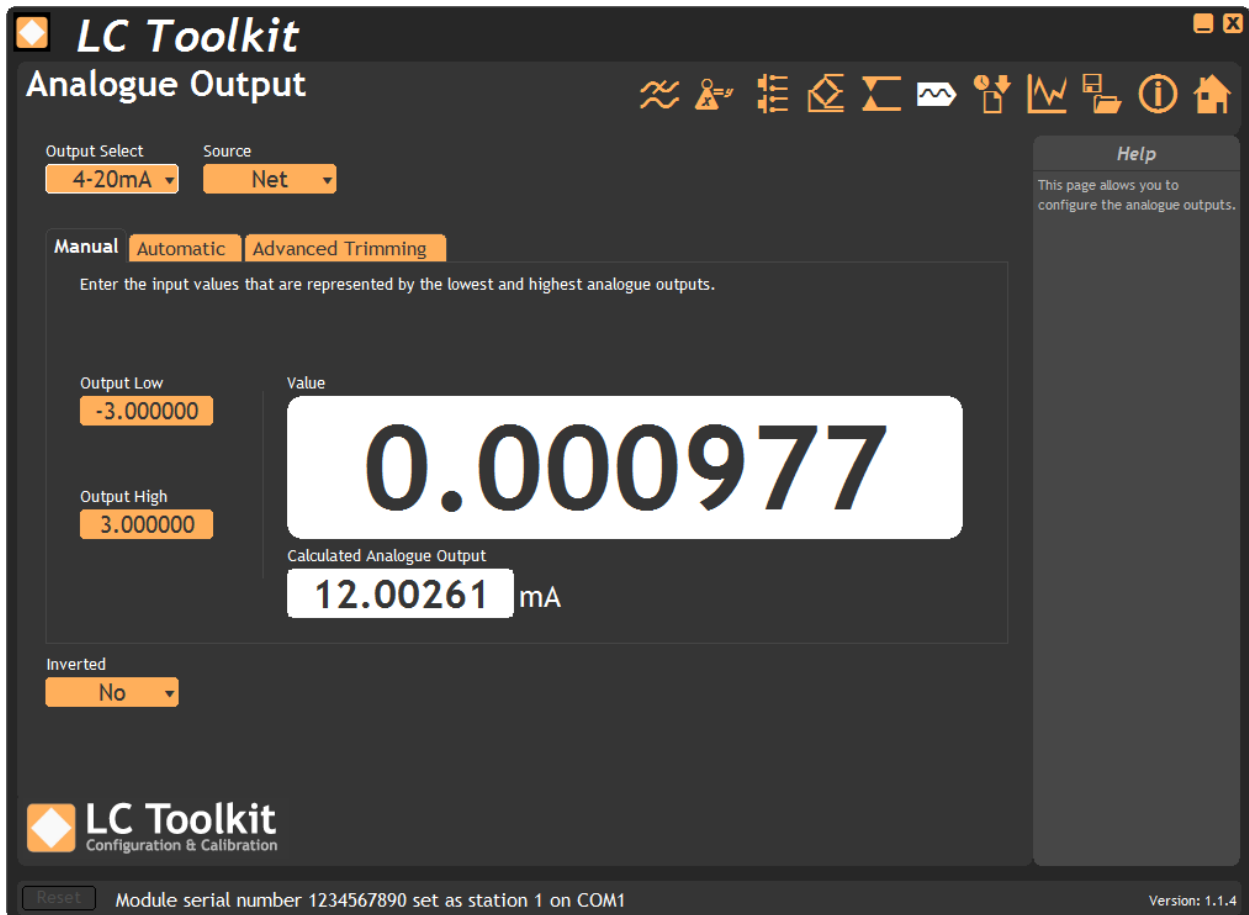 LC Toolkit
Analogue Output
x=y
Output Select
Source
4-20mA
Net
Help
This page allows you to
configure the analogue outputs.
Manual
Automatic
Advanced Trimming
Enter the input values that are represented by the lowest and highest analogue outputs.
Output Low
-3.000000
Value
0.000977
Output High
3.000000
Calculated Analogue Output
12.00261 mA
Inverted
No
LC Toolkit
Configuration & Calibration
Reset
Module serial number 1234567890 set as station 1 on COM1
Version: 1.1.4